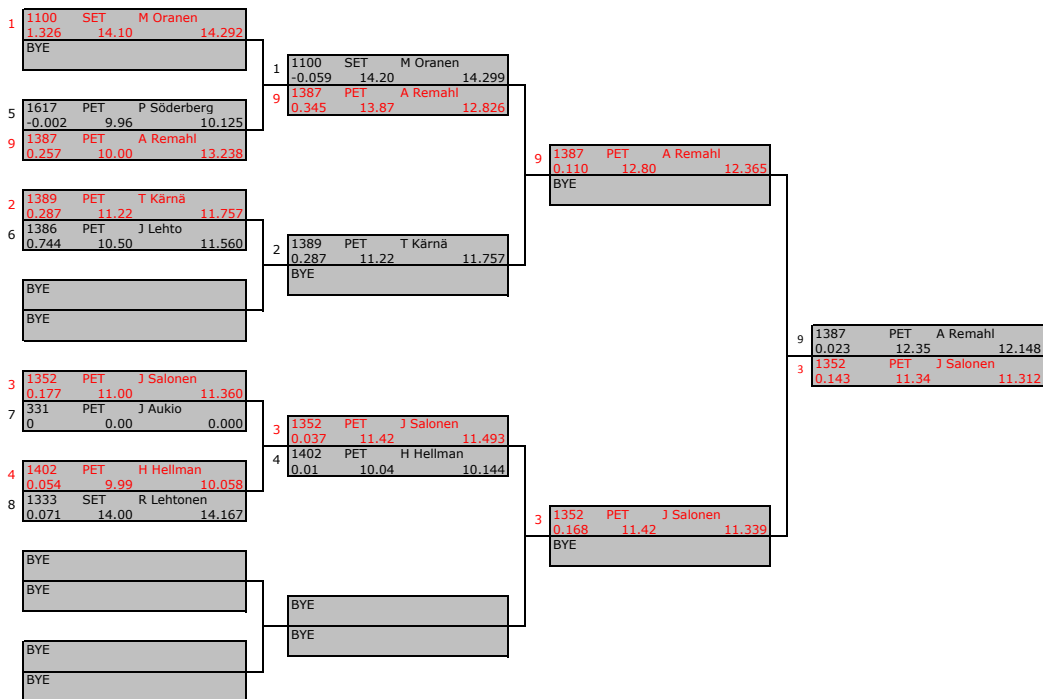 1 1100 SET M Oranen
1.326 14.10 14.292
BYE
5 1617 PET P Söderberg
-0.002 9.96 10.125
9 1387 PET A Remahl
0.257 10.00 13.238
2 1389 PET T Kärnä
0.287 11.22 11.757
6 1386 PET J Lehto
0.744 10.50 11.560
BYE
BYE
3 1352 PET J Salonen
0.177 11.00 11.360
7 331 PET J Aukio
0 0.00 0.000
4 1402 PET H Hellman
0.054 9.99 10.058
8 1333 SET R Lehtonen
0.071 14.00 14.167
BYE
BYE
BYE
BYE
1 1100 SET M Oranen
-0.059 14.20 14.299
9 1387 PET A Remahl
0.345 13.87 12.826
2 1389 PET T Kärnä
0.287 11.22 11.757
BYE
3 1352 PET J Salonen
0.037 11.42 11.493
4 1402 PET H Hellman
0.01 10.04 10.144
BYE
BYE
9 1387 PET A Remahl
0.110 12.80 12.365
BYE
3 1352 PET J Salonen
0.168 11.42 11.339
BYE
9 1387 PET A Remahl
0.023 12.35 12.148
3 1352 PET J Salonen
0.143 11.34 11.312